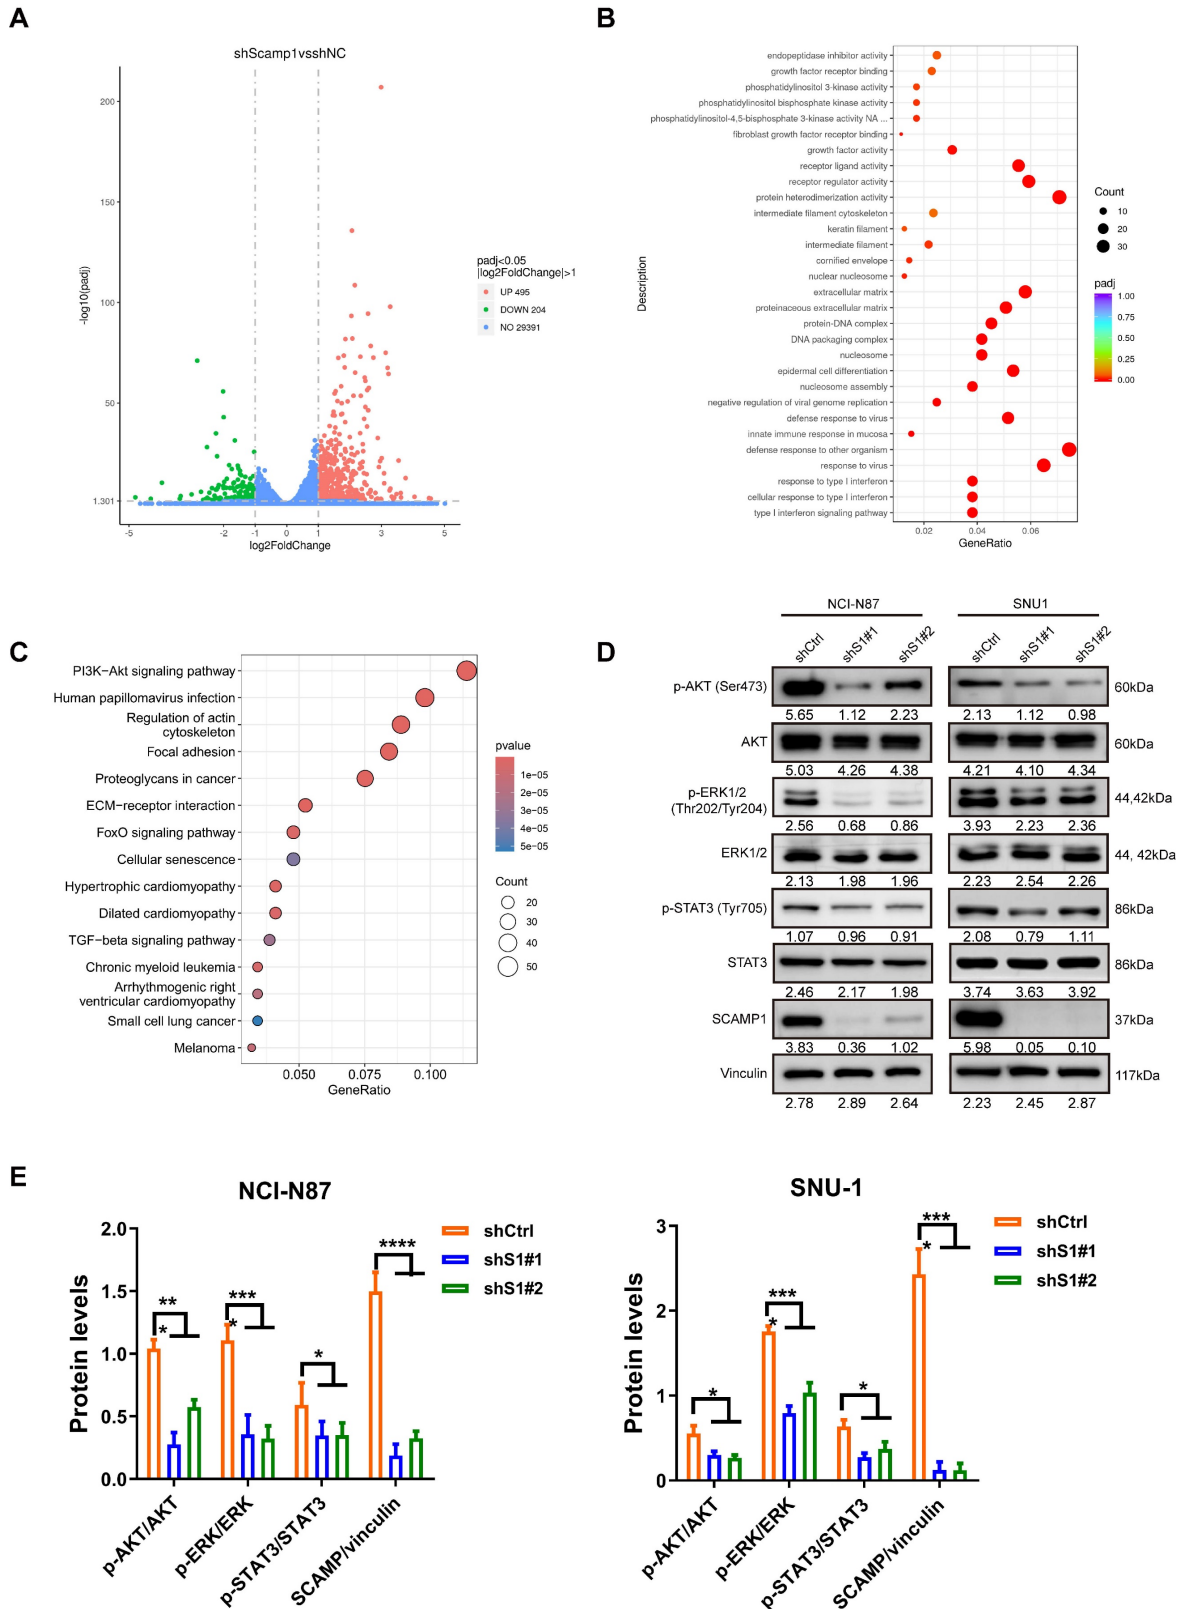 A
shScamp1vsshNC
-log10(padj)
200
150
100
50
1.301
-5
-2
-1
0
1
3
5
log2FoldChange
padj<0.05
|log2FoldChange|>1
UP 495
DOWN 204
NO 29391
B
Description
endopeptidase inhibitor activity
growth factor receptor binding
phosphatidylinositol 3-kinase activity
phosphatidylinositol bisphosphate kinase activity
phosphatidylinositol-4,5-bisphosphate 3-kinase activity NA ...
fibroblast growth factor receptor binding
growth factor activity
receptor ligand activity
receptor regulator activity
protein heterodimerization activity
intermediate filament cytoskeleton
keratin filament
intermediate filament
cornified envelope
nuclear nucleosome
extracellular matrix
proteinaceous extracellular matrix
protein-DNA complex
DNA packaging complex
nucleosome
epidermal cell differentiation
nucleosome assembly
negative regulation of viral genome replication
defense response to virus
innate immune response in mucosa
defense response to other organism
response to virus
response to type I interferon
cellular response to type I interferon
type I interferon signaling pathway
0.02
0.04
0.06
GeneRatio
Count
10
20
30
padj
1.00
0.75
0.50
0.25
0.00
C
PI3K-Akt signaling pathway
Human papillomavirus infection
Regulation of actin
cytoskeleton
Focal adhesion
Proteoglycans in cancer
ECM-receptor interaction
FoxO signaling pathway
Cellular senescence
Hypertrophic cardiomyopathy
Dilated cardiomyopathy
TGF-beta signaling pathway
Chronic myeloid leukemia
Arrhythmogenic right
ventricular cardiomyopathy
Small cell lung cancer
Melanoma
0.050
0.075
0.100
GeneRatio
pvalue
1e-05
2e-05
3e-05
4e-05
5e-05
Count
20
30
40
50
D
NCI-N87 SNU1
shCtrl shS1#1 shS1#2 shCtrl shS1#1 shS1#2
p-AKT (Ser473) 60kDa
5.65 1.12 2.23 2.13 1.12 0.98
AKT 60kDa
5.03 4.26 4.38 4.21 4.10 4.34
p-ERK1/2
(Thr202/Tyr204) 44,42kDa
2.56 0.68 0.86 3.93 2.23 2.36
ERK1/2 44, 42kDa
2.13 1.98 1.96 2.23 2.54 2.26
p-STAT3 (Tyr705) 86kDa
1.07 0.96 0.91 2.08 0.79 1.11
STAT3 86kDa
2.46 2.17 1.98 3.74 3.63 3.92
SCAMP1 37kDa
3.83 0.36 1.02 5.98 0.05 0.10
Vinculin 117kDa
2.78 2.89 2.64 2.23 2.45 2.87
E
NCI-N87
Protein levels
2.0
1.5
1.0
0.5
0.0
**
*
***
*
*
****
p-AKT/AKT
p-ERK/ERK
p-STAT3/STAT3
SCAMP/vinculin
shCtrl
shS1#1
shS1#2
SNU-1
Protein levels
3
2
1
0
*
***
*
*
***
*
p-AKT/AKT
p-ERK/ERK
p-STAT3/STAT3
SCAMP/vinculin
shCtrl
shS1#1
shS1#2